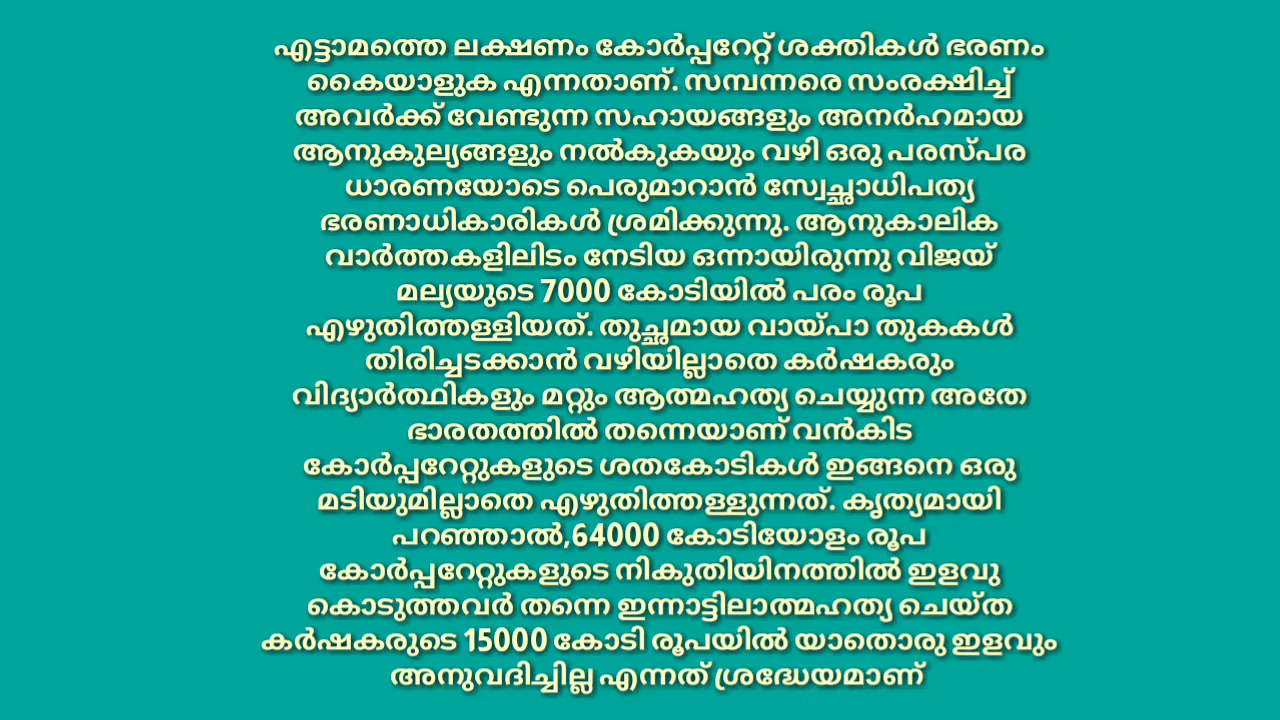 എട്ടാമത്തെ ലക്ഷണം കോർപ്പറേറ്റ് ശക്തികൾ ഭരണം
കൈയാളുക എന്നതാണ്. സമ്പന്നരെ സംരക്ഷിച്ച്
അവർക്ക് വേണ്ടുന്ന സഹായങ്ങളും അനർഹമായ
ആനുകുല്യങ്ങളും നൽകുകയും വഴി ഒരു പരസ്പര
ധാരണയോടെ പെരുമാറാൻ സ്വേച്ഛാധിപത്യ
ഭരണാധികാരികൾ ശ്രമിക്കുന്നു. ആനുകാലിക
വാർത്തകളിലിടം നേടിയ ഒന്നായിരുന്നു വിജയ്
മല്യയുടെ 7000 കോടിയിൽ പരം രൂപ
എഴുതിത്തള്ളിയത്. തുച്ഛമായ വായ്പാ തുകകൾ
തിരിച്ചടക്കാൻ വഴിയില്ലാതെ കർഷകരും
വിദ്യാർത്ഥികളും മറ്റും ആത്മഹത്യ ചെയ്യുന്ന അതേ
ഭാരതത്തിൽ തന്നെയാണ് വൻകിട
കോർപ്പറേറ്റുകളുടെ ശതകോടികൾ ഇങ്ങനെ ഒരു
മടിയുമില്ലാതെ എഴുതിത്തള്ളുന്നത്. കൃത്യമായി
പറഞ്ഞാൽ,64000 കോടിയോളം രൂപ
കോർപ്പറേറ്റുകളുടെ നികുതിയിനത്തിൽ ഇളവു
കൊടുത്തവർ തന്നെ ഇന്നാട്ടിലാത്മഹത്യ ചെയ്ത
കർഷകരുടെ 15000 കോടി രൂപയിൽ യാതൊരു ഇളവും
അനുവദിച്ചില്ല എന്നത് ശ്രദ്ധേയമാണ്